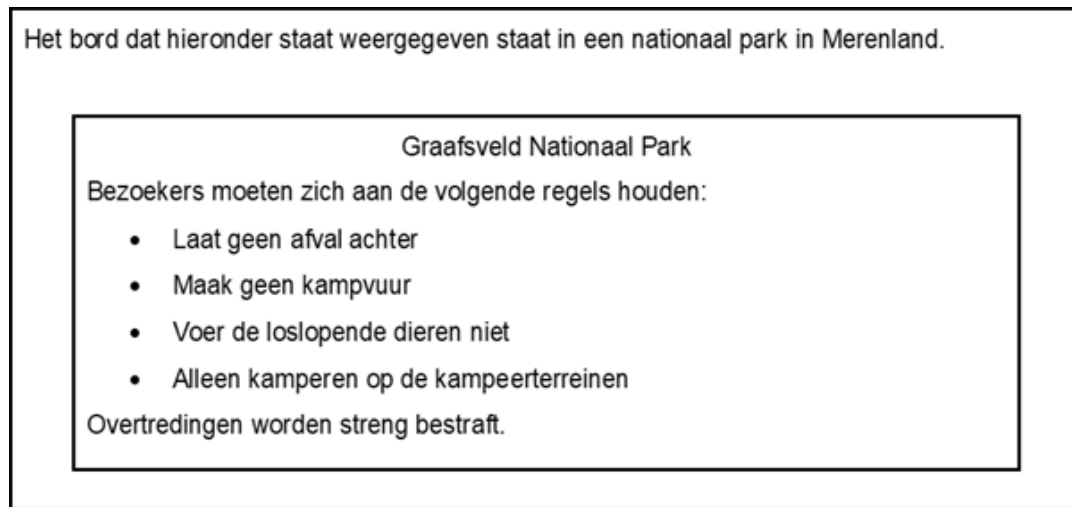 Het bord dat hieronder staat weergegeven staat in een nationaal park in Merenland.
Graafsveld Nationaal Park
Bezoekers moeten zich aan de volgende regels houden:
• Laat geen afval achter
• Maak geen kampvuur
• Voer de loslopende dieren niet
• Alleen kamperen op de kampeerterreinen
Overtredingen worden streng bestraft.